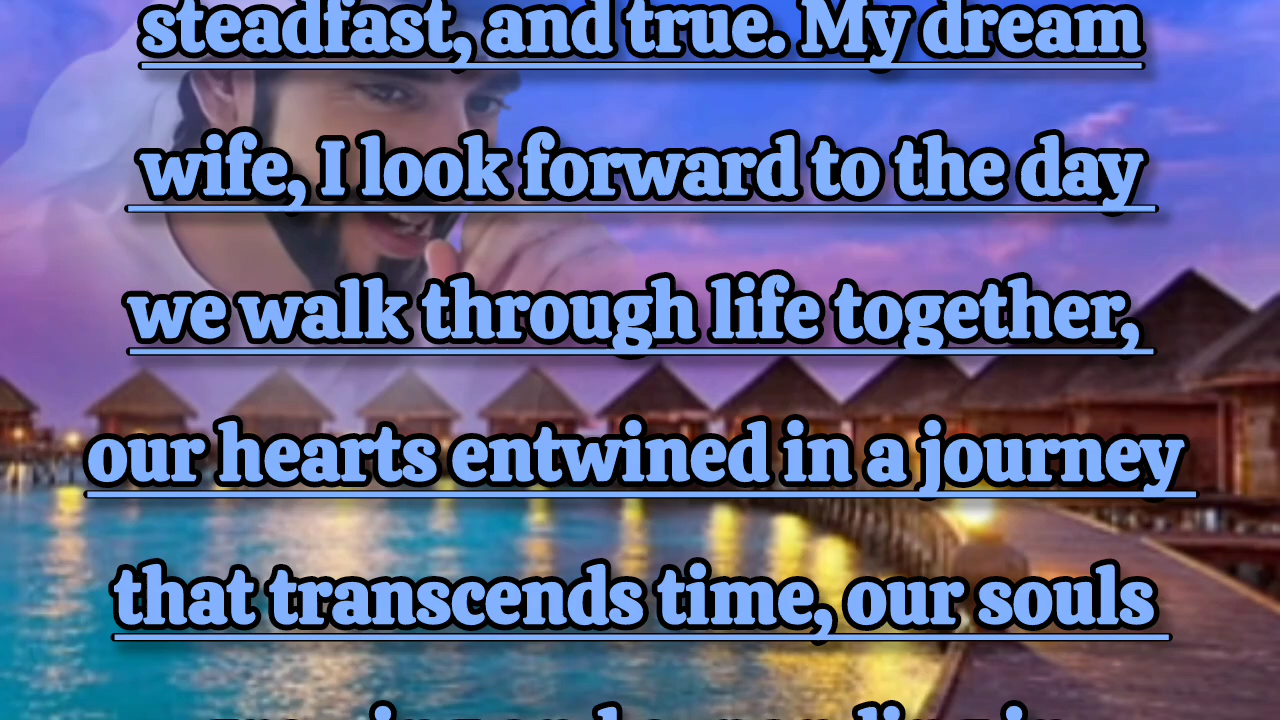 steadfast, and true. My dream
wife, I look forward to the day
we walk through life together,
our hearts entwined in a journey
that transcends time, our souls